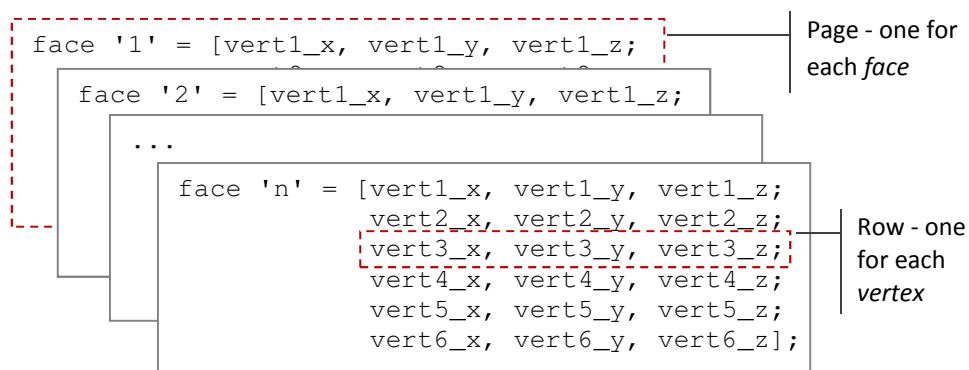 face '1' = [vert1_x, vert1_y, vert1_z;
face '2' = [vert1_x, vert1_y, vert1_z;
...
face 'n' = [vert1_x, vert1_y, vert1_z;
vert2_x, vert2_y, vert2_z;
vert3_x, vert3_y, vert3_z;
vert4_x, vert4_y, vert4_z;
vert5_x, vert5_y, vert5_z;
vert6_x, vert6_y, vert6_z];
Page - one for
each face
Row - one
for each
vertex